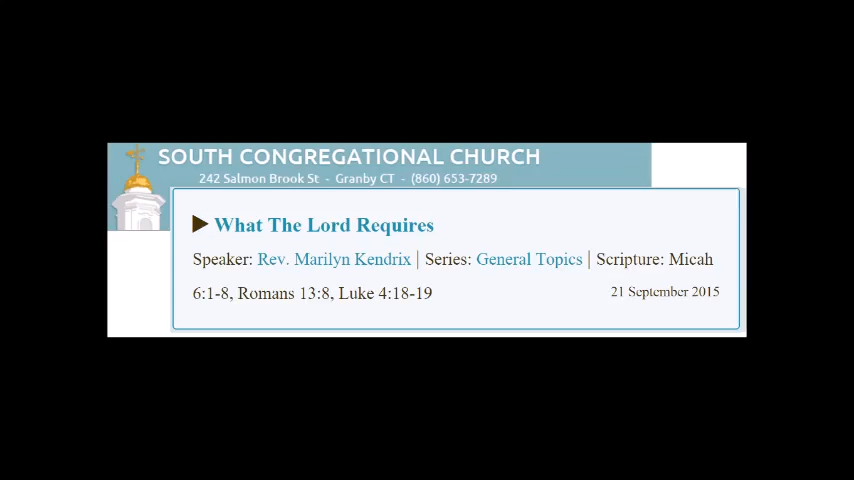 SOUTH CONGREGATIONAL CHURCH
242 Salmon Brook St - Granby CT - (860) 653-7289
What The Lord Requires
Speaker: Rev. Marilyn Kendrix | Series: General Topics | Scripture: Micah
6:1-8, Romans 13:8, Luke 4:18-19 21 September 2015